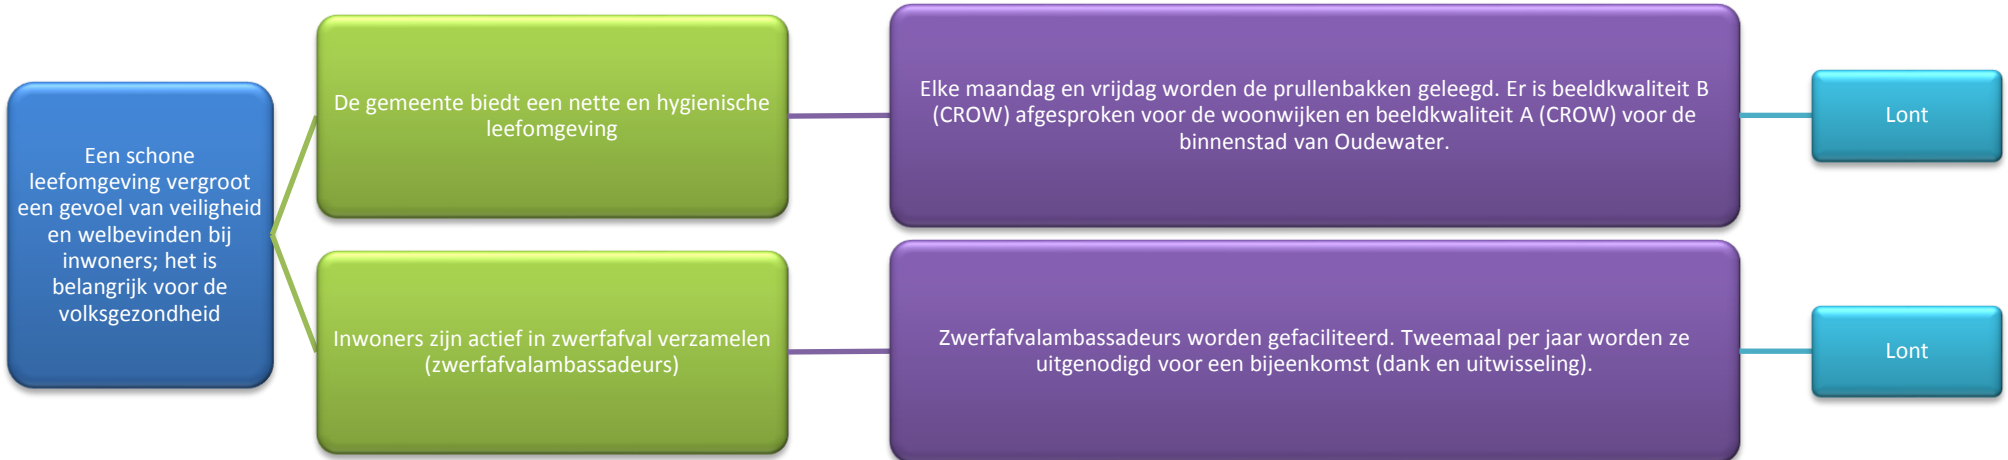 Een schone
leefomgeving vergroot
een gevoel van veiligheid
en welbevinden bij
inwoners; het is
belangrijk voor de
volksgezondheid
De gemeente biedt een nette en hygienische
leefomgeving
Elke maandag en vrijdag worden de prullenbakken geleegd. Er is beeldkwaliteit B
(CROW) afgesproken voor de woonwijken en beeldkwaliteit A (CROW) voor de
binnenstad van Oudewater.
Lont
Inwoners zijn actief in zwerfafval verzamelen
(zwerfafvalambassadeurs)
Zwerfafvalambassadeurs worden gefaciliteerd. Tweemaal per jaar worden ze
uitgenodigd voor een bijeenkomst (dank en uitwisseling).
Lont